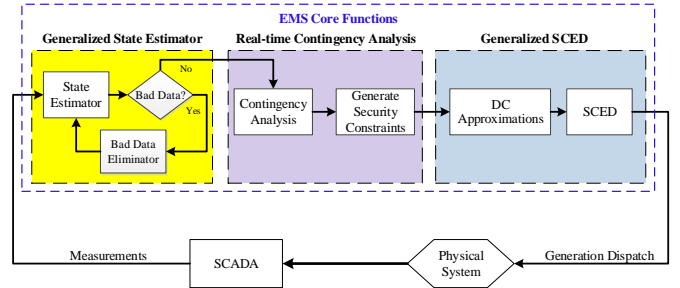 EMS Core Functions
Generalized State Estimator
Real-time Contingency Analysis
Generalized SCED
State
Estimator
Bad Data?
No
Yes
Bad Data
Eliminator
Contingency
Analysis
Generate
Security
Constraints
DC
Approximations
SCED
Measurements
SCADA
Physical
System
Generation Dispatch